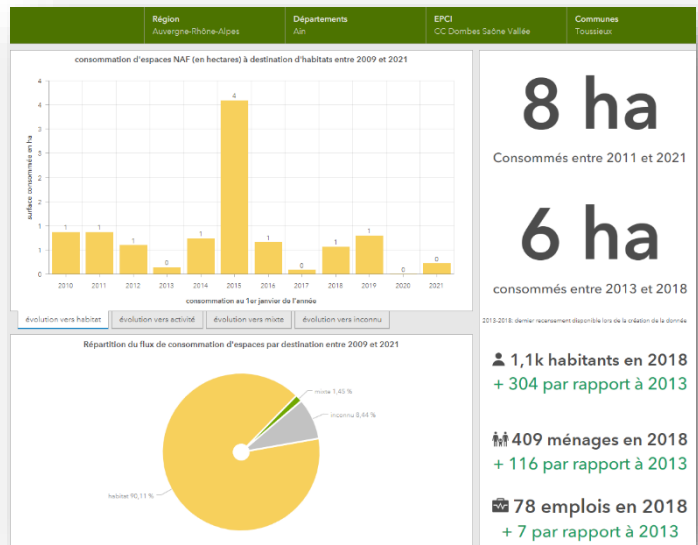 Région
Auvergne-Rhône-Alpes
Départements
Ain
EPCI
CC Dombes Saône Vallée
Communes
Toussieux
consommation d'espaces NAF (en hectares) à destination d'habitats entre 2009 et 2021
surface consommée en ha
4
4
3
3
2
2
1
1
0
1
1
1
0
1
4
1
0
1
1
0
0
2010
2011
2012
2013
2014
2015
2016
2017
2018
2019
2020
2021
consommation au 1er janvier de l'année
évolution vers habitat
évolution vers activité
évolution vers mixte
évolution vers inconnu
Répartition du flux de consommation d'espaces par destination entre 2009 et 2021
mixte 1,45 %
inconnu 8,44 %
habitat 90,11 %
8 ha
Consommés entre 2011 et 2021
6 ha
consommés entre 2013 et 2018
2013-2018: dernier recensement disponible lors de la création de la donnée
1,1k habitants en 2018
+ 304 par rapport à 2013
409 ménages en 2018
+ 116 par rapport à 2013
78 emplois en 2018
+ 7 par rapport à 2013